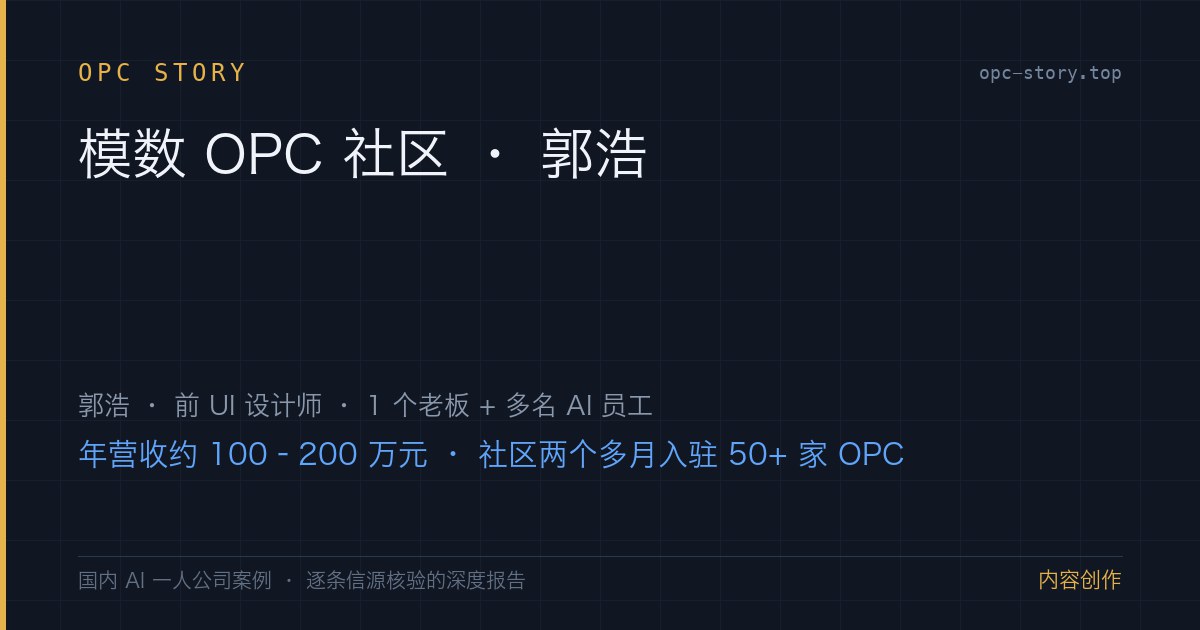 OPC STORY
opc-story.top
模数 OPC 社区 · 郭浩
郭浩 · 前 UI 设计师 · 1 个老板 + 多名 AI 员工
年营收约 100 - 200 万元 · 社区两个多月入驻 50+ 家 OPC
国内 AI 一人公司案例 · 逐条信源核验的深度报告
内容创作